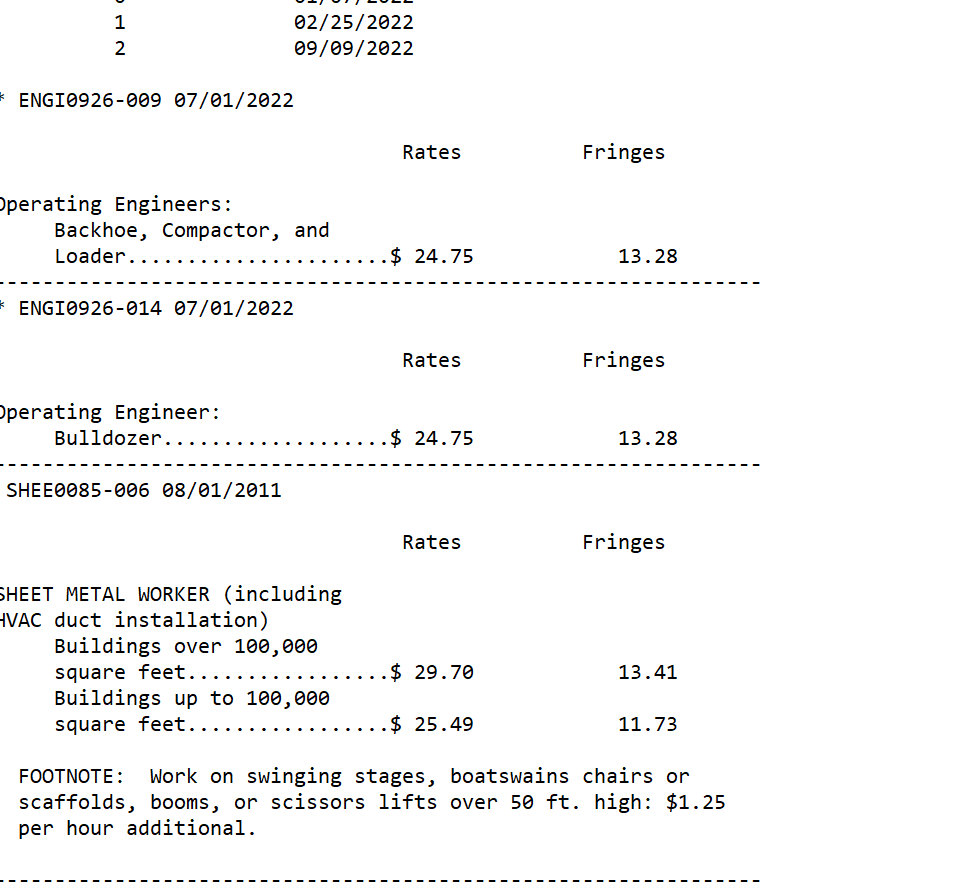 1 02/25/2022
2 09/09/2022
* ENGI0926-009 07/01/2022
Rates Fringes
Operating Engineers:
Backhoe, Compactor, and
Loader......................$ 24.75 13.28
----------------------------------------------------------------
* ENGI0926-014 07/01/2022
Rates Fringes
Operating Engineer:
Bulldozer...................$ 24.75 13.28
----------------------------------------------------------------
SHEE0085-006 08/01/2011
Rates Fringes
SHEET METAL WORKER (including
HVAC duct installation)
Buildings over 100,000
square feet.................$ 29.70 13.41
Buildings up to 100,000
square feet.................$ 25.49 11.73
FOOTNOTE: Work on swinging stages, boatswains chairs or
scaffolds, booms, or scissors lifts over 50 ft. high: $1.25
per hour additional.
----------------------------------------------------------------